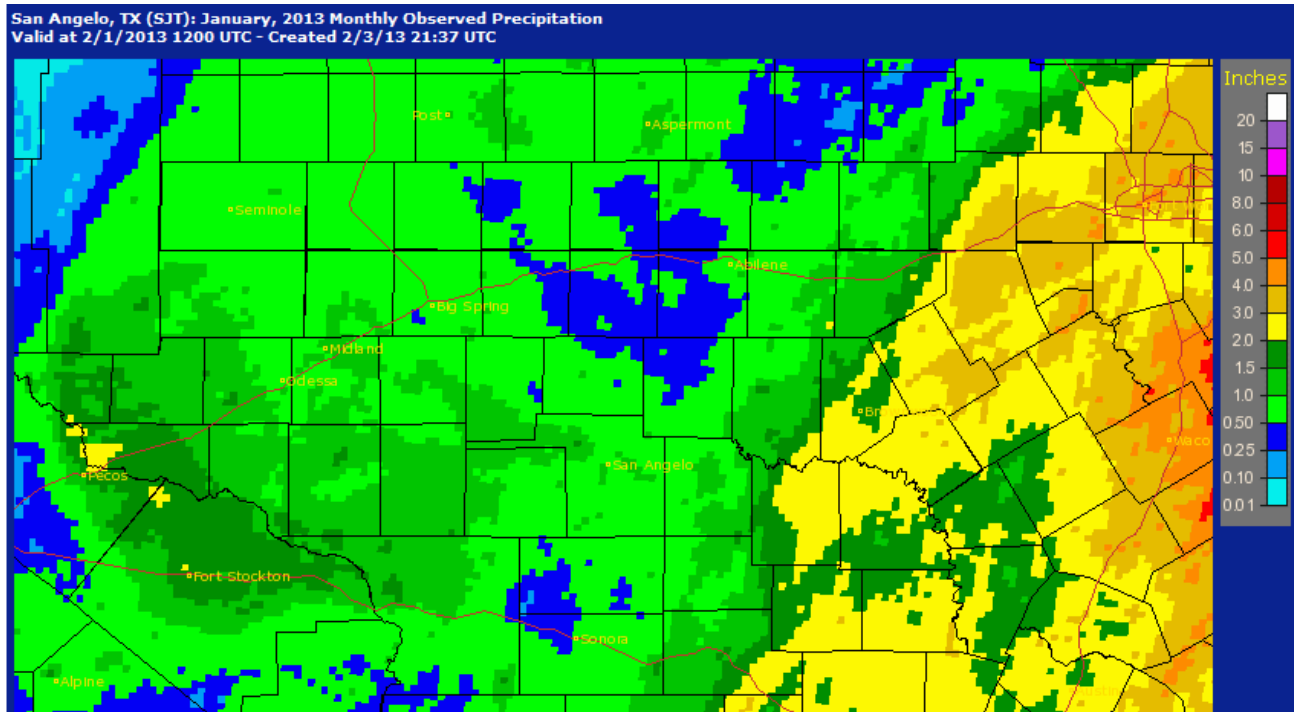 San Angelo, TX (SJT): January, 2013 Monthly Observed Precipitation
Valid at 2/1/2013 1200 UTC - Created 2/3/13 21:37 UTC
Inches
20
15
10
8.0
6.0
5.0
4.0
3.0
2.0
1.5
1.0
0.50
0.25
0.10
0.01
Post
Aspermont
Seminole
Abilene
Big Spring
Midland
Odessa
Waco
San Angelo
Pecos
Fort Stockton
Sonora
Alpine
Austin